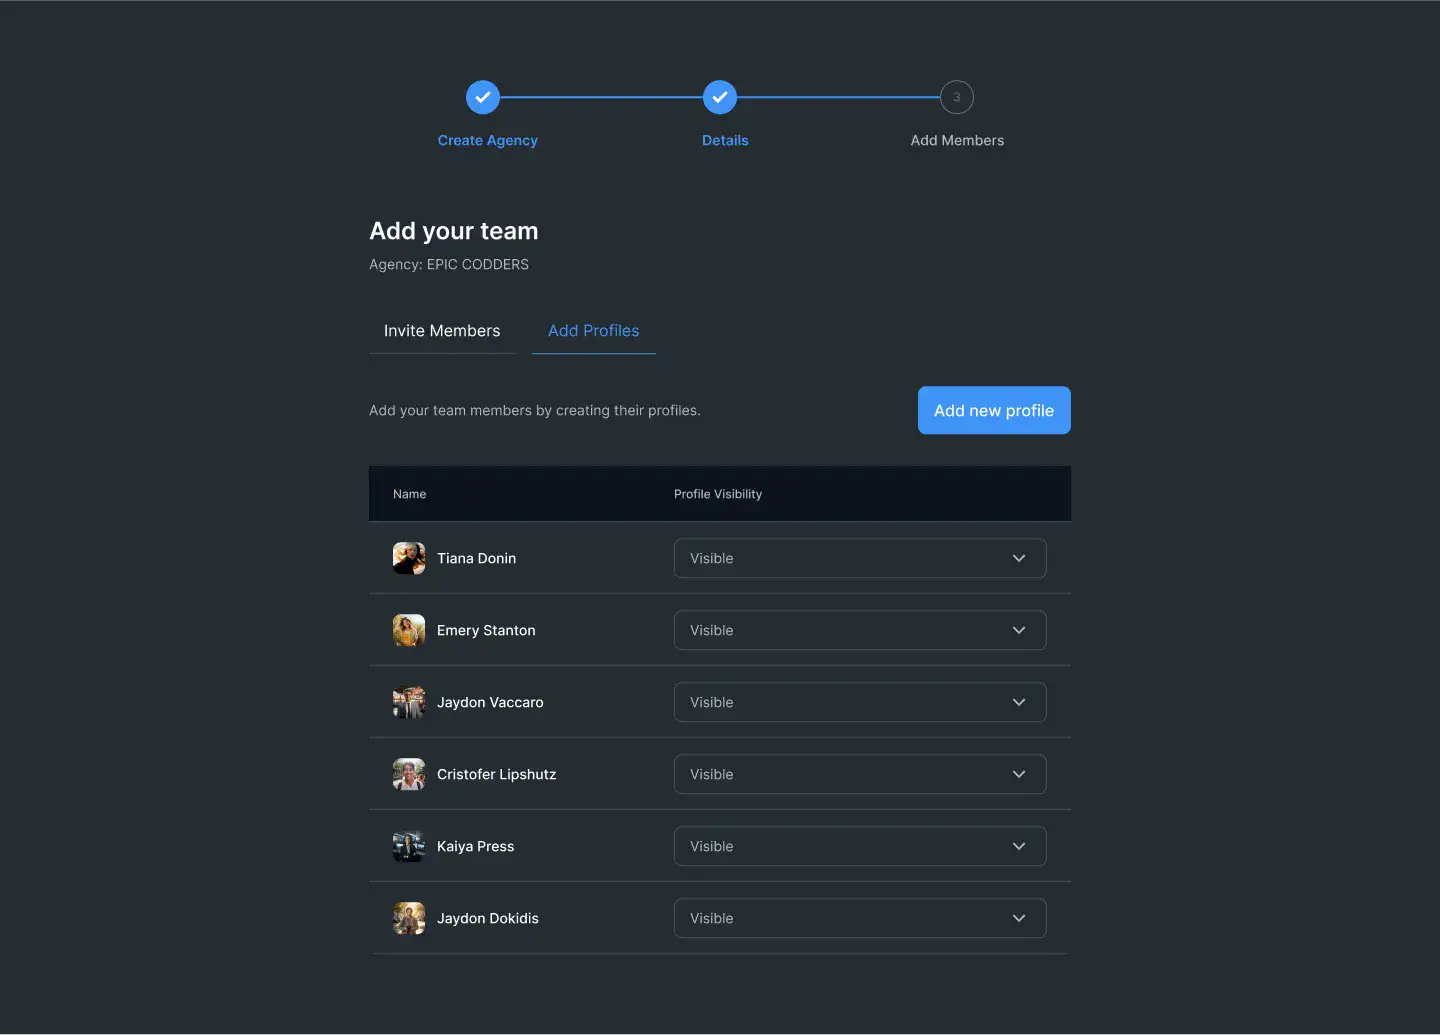 3
Create Agency
Details
Add Members
Add your team
Agency: EPIC CODDERS
Invite Members
Add Profiles
Add your team members by creating their profiles.
Add new profile
Name
Profile Visibility
Tiana Donin
Visible
Emery Stanton
Visible
Jaydon Vaccaro
Visible
Cristofer Lipshutz
Visible
Kaiya Press
Visible
Jaydon Dokidis
Visible